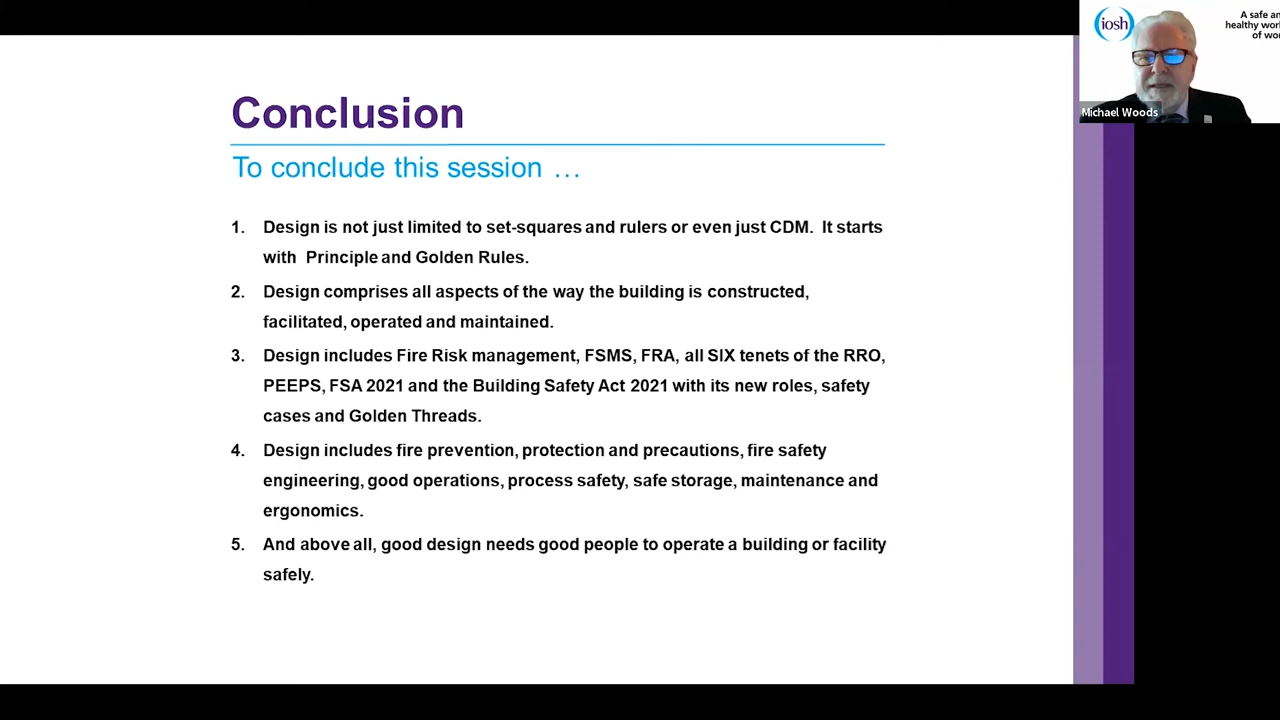 iosh
A safe an
healthy worl
of wor
Michael Woods
Conclusion
To conclude this session …
1. Design is not just limited to set-squares and rulers or even just CDM. It starts
with Principle and Golden Rules.
2. Design comprises all aspects of the way the building is constructed,
facilitated, operated and maintained.
3. Design includes Fire Risk management, FSMS, FRA, all SIX tenets of the RRO,
PEEPS, FSA 2021 and the Building Safety Act 2021 with its new roles, safety
cases and Golden Threads.
4. Design includes fire prevention, protection and precautions, fire safety
engineering, good operations, process safety, safe storage, maintenance and
ergonomics.
5. And above all, good design needs good people to operate a building or facility
safely.